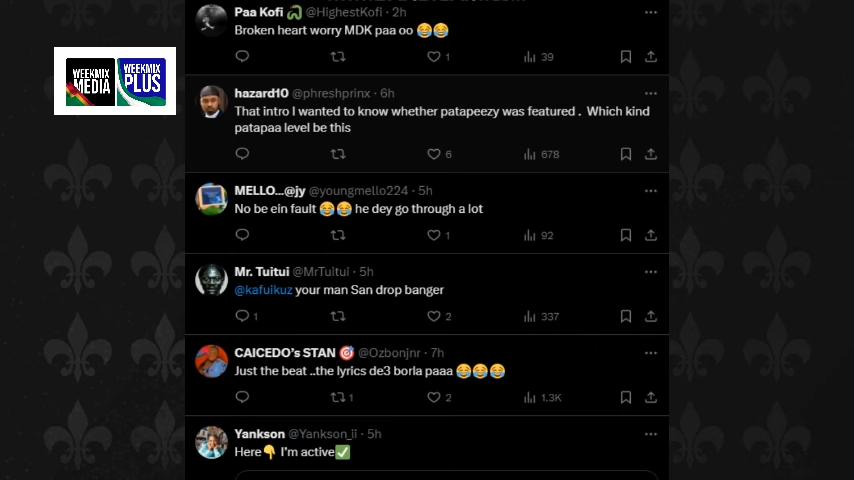 Paa Kofi @HighestKofi · 2h
Broken heart worry MDK paa oo 😂😂
1 39
WEEKMIX MEDIA
WEEKMIX PLUS
hazard10 @phreshprinx · 6h
That intro I wanted to know whether patapeezy was featured . Which kind
patapaa level be this
6 678
MELLO...@jy @youngmello224 · 5h
No be ein fault 😂😂 he dey go through a lot
1 92
Mr. Tuitui @MrTuitui · 5h
@kafuikuz your man San drop banger
1 2 337
CAICEDO's STAN 🎯 @Ozbonjnr · 7h
Just the beat ..the lyrics de3 borla paaa 😂😂😂
1 2 1.3K
Yankson @Yankson_ii · 5h
Here👇 I'm active✅